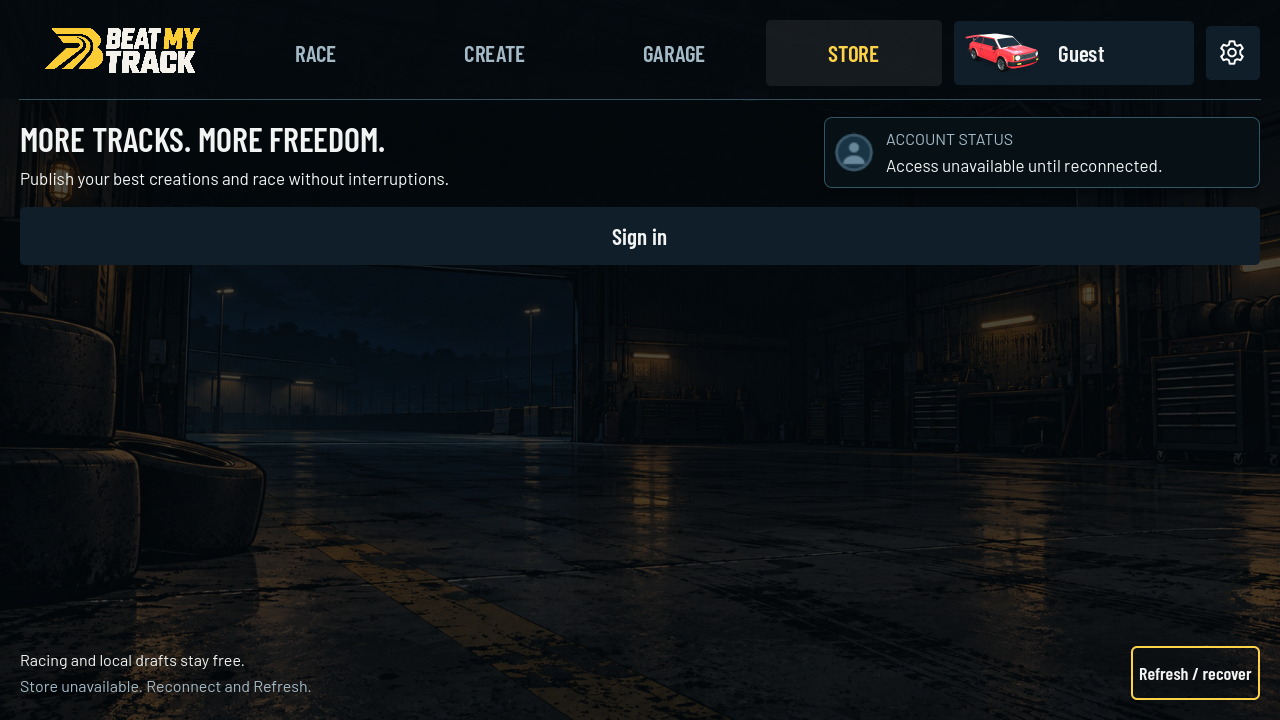 BEAT MY
TRACK
RACE
CREATE
GARAGE
STORE
Guest
MORE TRACKS. MORE FREEDOM.
Publish your best creations and race without interruptions.
ACCOUNT STATUS
Access unavailable until reconnected.
Sign in
Racing and local drafts stay free.
Store unavailable. Reconnect and Refresh.
Refresh / recover